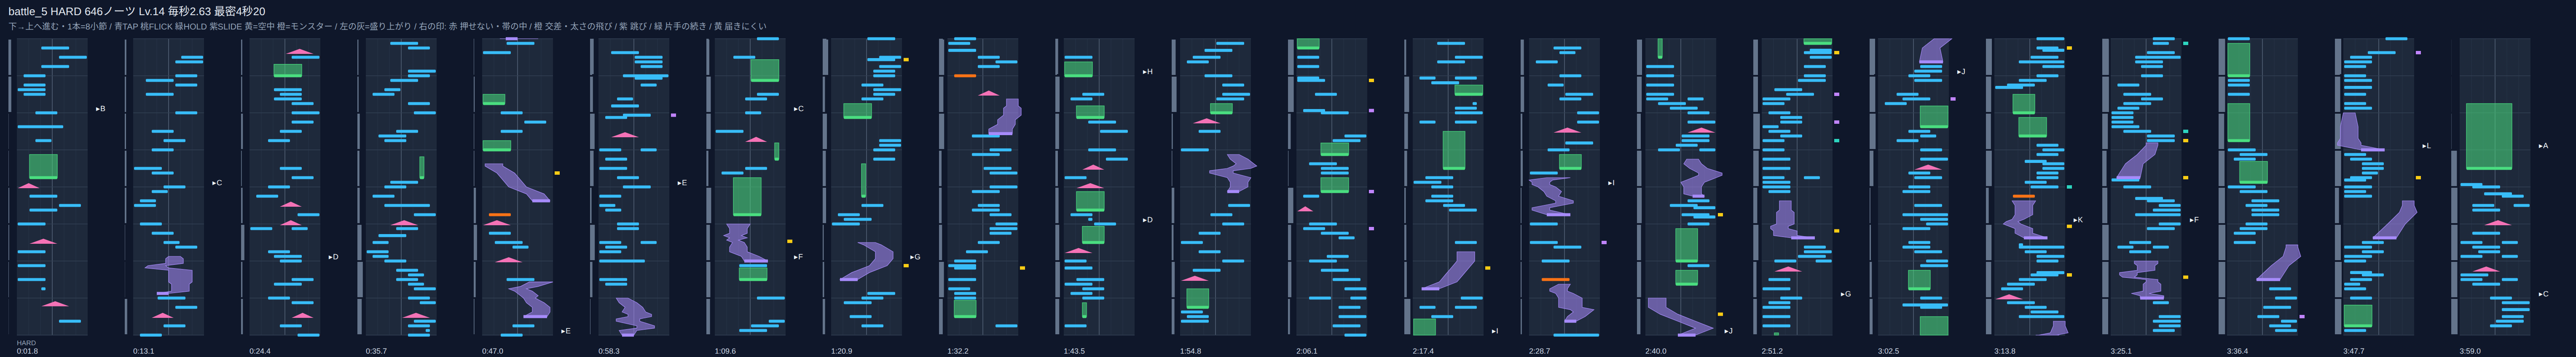 battle_5 HARD 646ノーツ Lv.14 毎秒2.63 最密4秒20
下→上へ進む・1本=8小節 / 青TAP 桃FLICK 緑HOLD 紫SLIDE 黄=空中 橙=モンスター / 左の灰=盛り上がり / 右の印: 赤 押せない・帯の中 / 橙 交差・太さの飛び / 紫 跳び / 緑 片手の続き / 黄 届きにくい
▸B ▸C ▸D ▸E ▸C ▸E ▸F ▸G ▸H ▸D ▸I ▸I ▸J ▸G ▸J ▸K ▸F ▸L ▸A ▸C
HARD
0:01.8 0:13.1 0:24.4 0:35.7 0:47.0 0:58.3 1:09.6 1:20.9 1:32.2 1:43.5 1:54.8 2:06.1 2:17.4 2:28.7 2:40.0 2:51.2 3:02.5 3:13.8 3:25.1 3:36.4 3:47.7 3:59.0